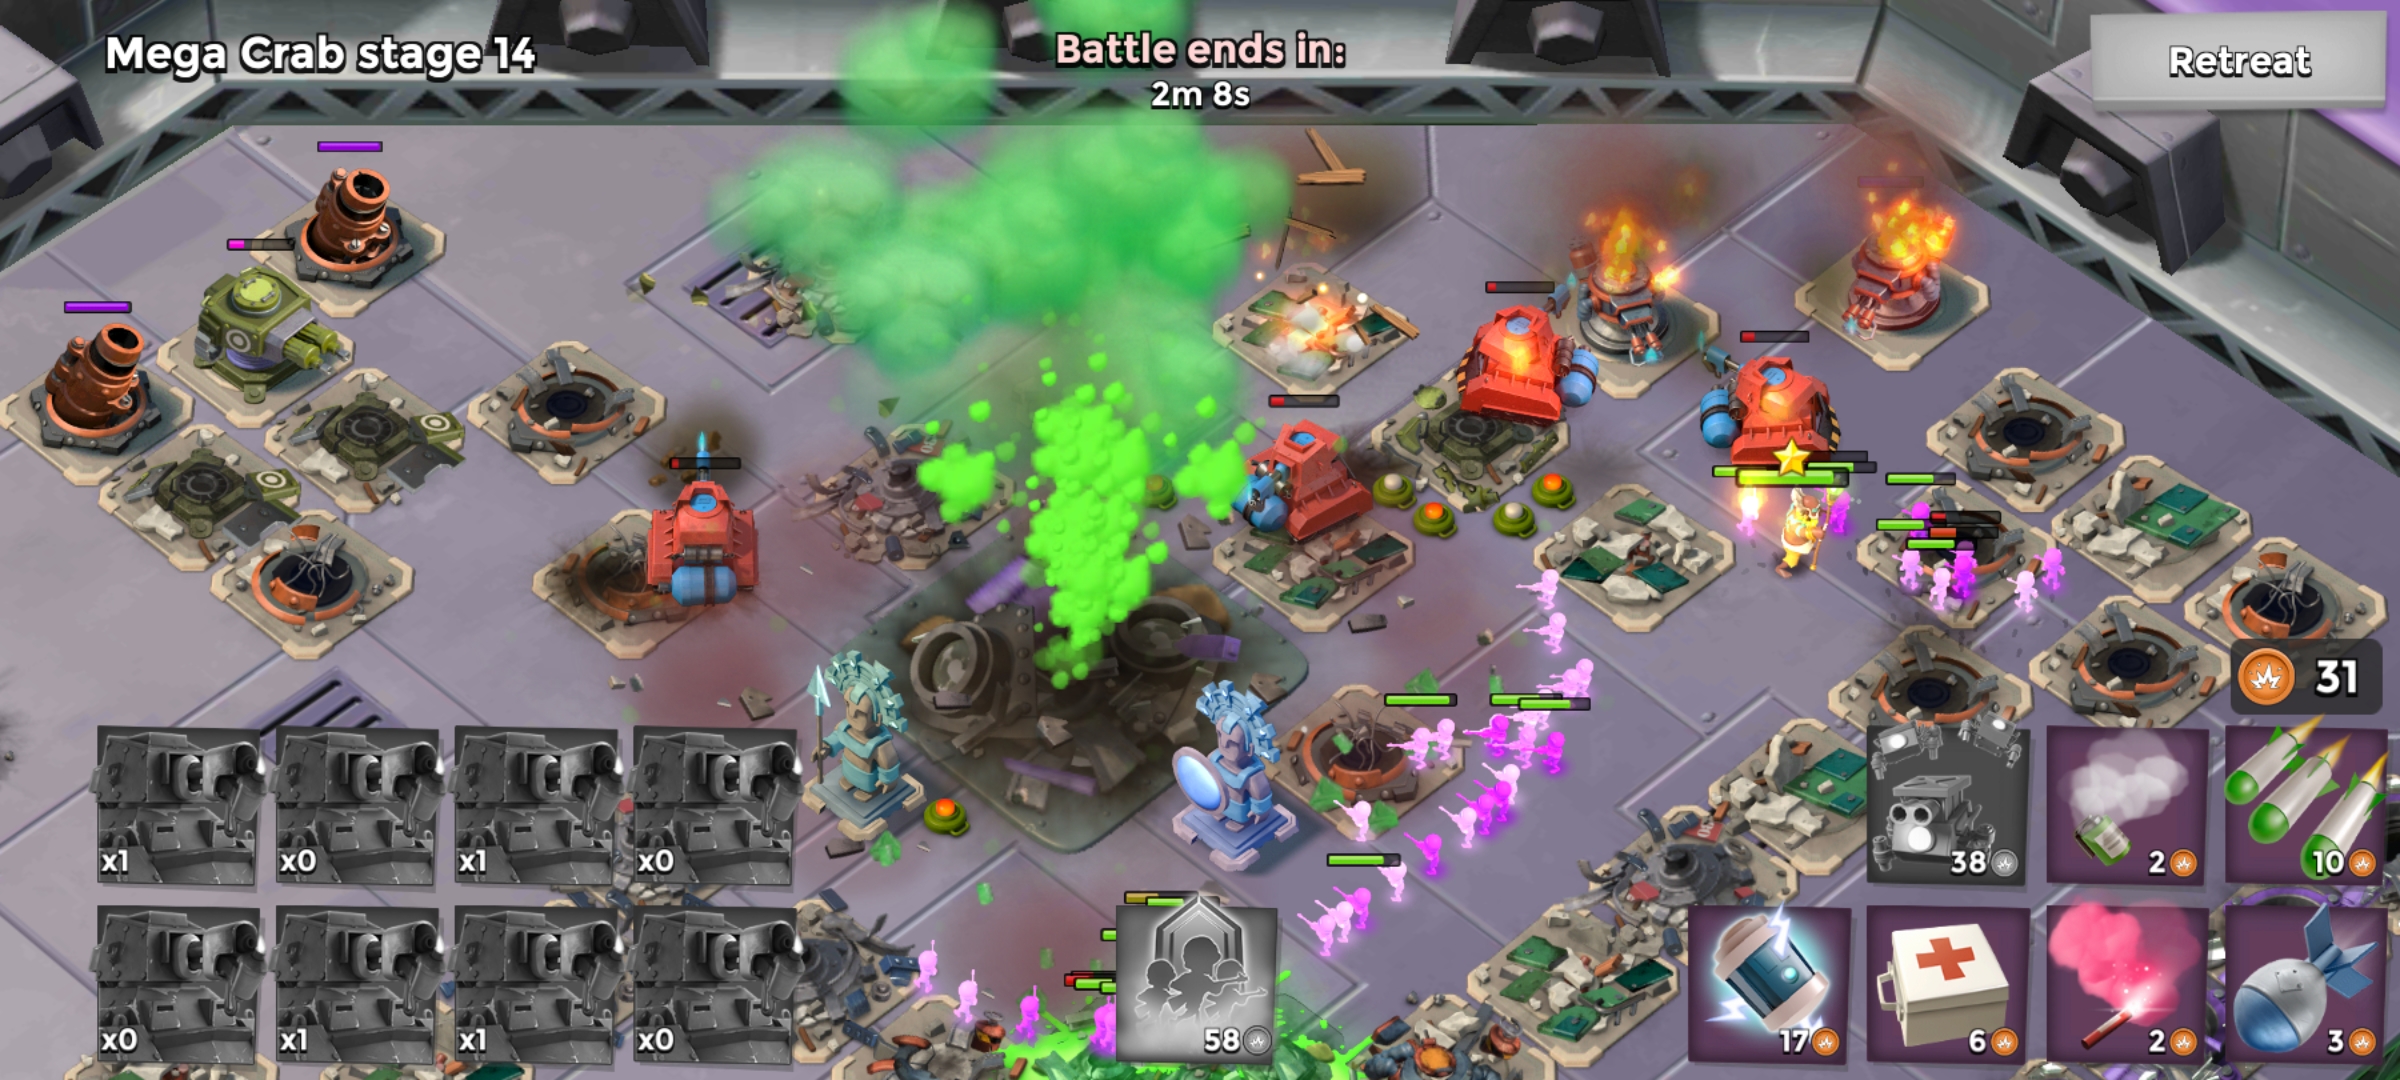 Mega Crab stage 14
Battle ends in:
2m 8s
Retreat
31
x1
x0
x1
x0
38
2
10
x0
x1
x1
x0
58
17
6
2
3